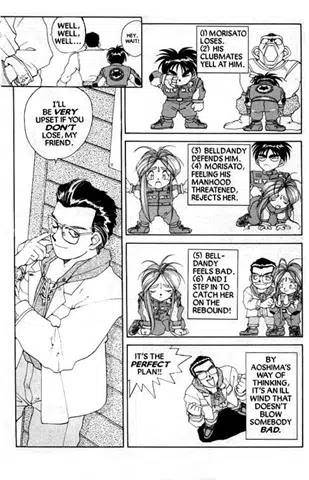 WELL,
WELL,
WELL...
HEY,
WAIT!
I'LL
BE VERY
UPSET IF YOU
DON'T
LOSE, MY
FRIEND.
(1) MORISATO
LOSES.
(2) HIS
CLUBMATES
YELL AT HIM.
(3) BELLDANDY
DEFENDS HIM.
(4) MORISATO,
FEELING HIS
MANHOOD
THREATENED,
REJECTS HER.
(5) BELL-
DANDY
FEELS BAD.
(6) AND I
STEP IN TO
CATCH HER
ON THE
REBOUND!
IT'S THE
PERFECT
PLAN!!
BY
AOSHIMA'S
WAY OF
THINKING,
IT'S AN ILL
WIND THAT
DOESN'T
BLOW
SOMEBODY
BAD.